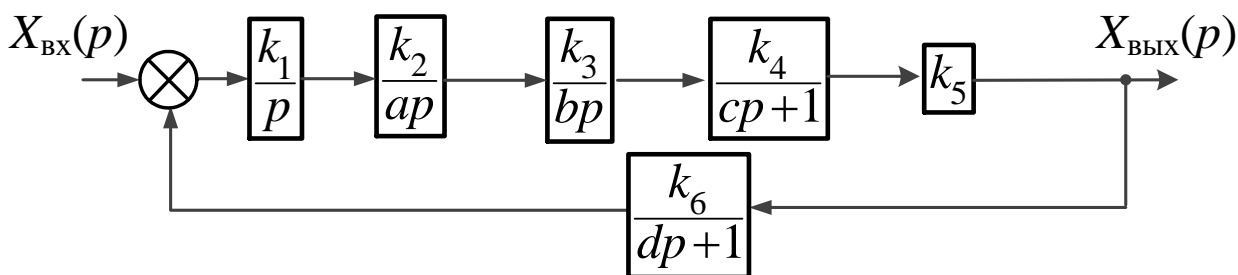 X_вх(p)
X_вых(p)
k_1/p
k_2/ap
k_3/bp
k_4/cp+1
k_5
k_6/dp+1